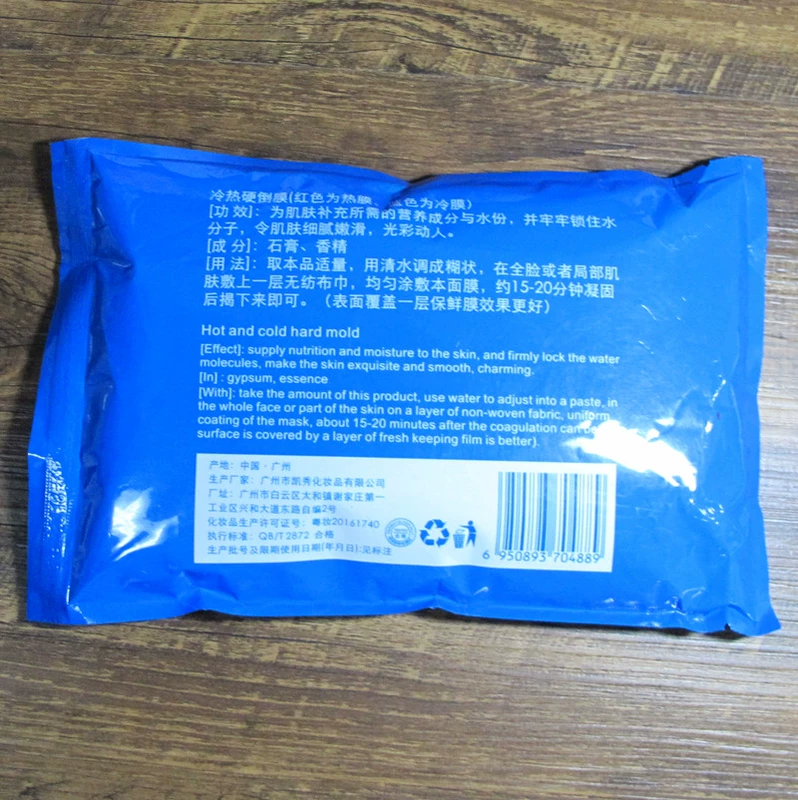 冷热硬倒膜(红色为热膜、蓝色为冷膜)
[功 效]：为肌肤补充所需的营养成分与水份，并牢牢锁住水
分子，令肌肤细腻嫩滑，光彩动人。
[成 分]：石膏、香精
[用 法]：取本品适量，用清水调成糊状，在全脸或者局部肌
肤敷上一层无纺布巾，均匀涂敷本面膜，约15-20分钟凝固
后揭下来即可。（表面覆盖一层保鲜膜效果更好）
Hot and cold hard mold
[Effect]: supply nutrition and moisture to the skin, and firmly lock the water
molecules, make the skin exquisite and smooth, charming.
[In] : gypsum, essence
[With]: take the amount of this product, use water to adjust into a paste, in
the whole face or part of the skin on a layer of non-woven fabric, uniform
coating of the mask, about 15-20 minutes after the coagulation can be
surface is covered by a layer of fresh keeping film is better).
产地：中国·广州
生产厂家：广州市凯秀化妆品有限公司
厂址：广州市白云区太和镇谢家庄第一
工业区兴和大道东路自编2号
化妆品生产许可证号：粤妆20161740
执行标准：QB/T2872 合格
生产批号及限期使用日期(年月日):见标注
6 950893 704889